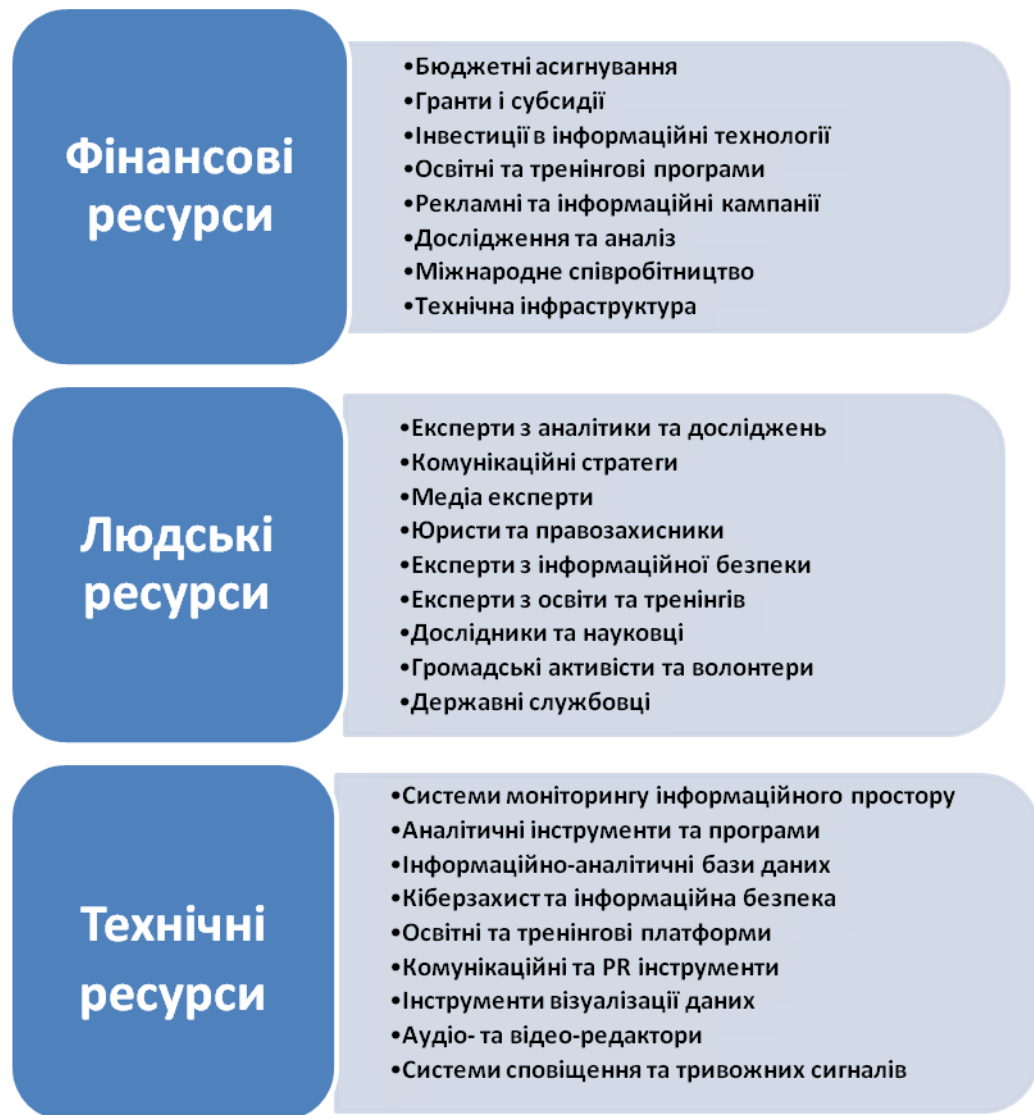 Фінансові
ресурси
•Бюджетні асигнування
•Гранти і субсидії
•Інвестиції в інформаційні технології
•Освітні та тренінгові програми
•Рекламні та інформаційні кампанії
•Дослідження та аналіз
•Міжнародне співробітництво
•Технічна інфраструктура
Людські
ресурси
•Експерти з аналітики та досліджень
•Комунікаційні стратеги
•Медіа експерти
•Юристи та правозахисники
•Експерти з інформаційної безпеки
•Експерти з освіти та тренінгів
•Дослідники та науковці
•Громадські активісти та волонтери
•Державні службовці
Технічні
ресурси
•Системи моніторингу інформаційного простору
•Аналітичні інструменти та програми
•Інформаційно-аналітичні бази даних
•Кіберзахист та інформаційна безпека
•Освітні та тренінгові платформи
•Комунікаційні та PR інструменти
•Інструменти візуалізації даних
•Аудіо- та відео-редактори
•Системи сповіщення та тривожних сигналів